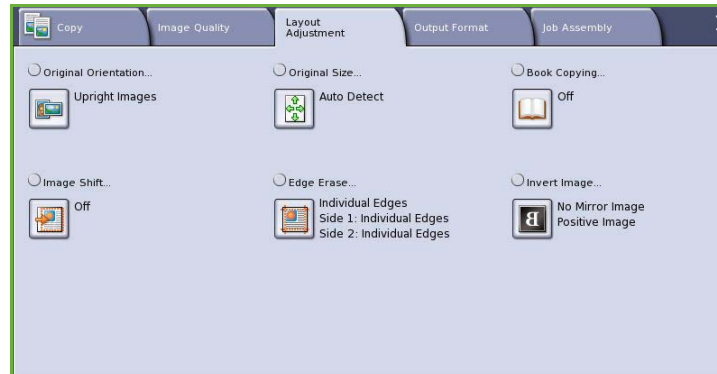 Copy
Image Quality
Layout
Adjustment
Output Format
Job Assembly
Original Orientation...
Upright Images
Original Size...
Auto Detect
Book Copying...
Off
Image Shift...
Off
Edge Erase...
Individual Edges
Side 1: Individual Edges
Side 2: Individual Edges
Invert Image...
No Mirror Image
Positive Image